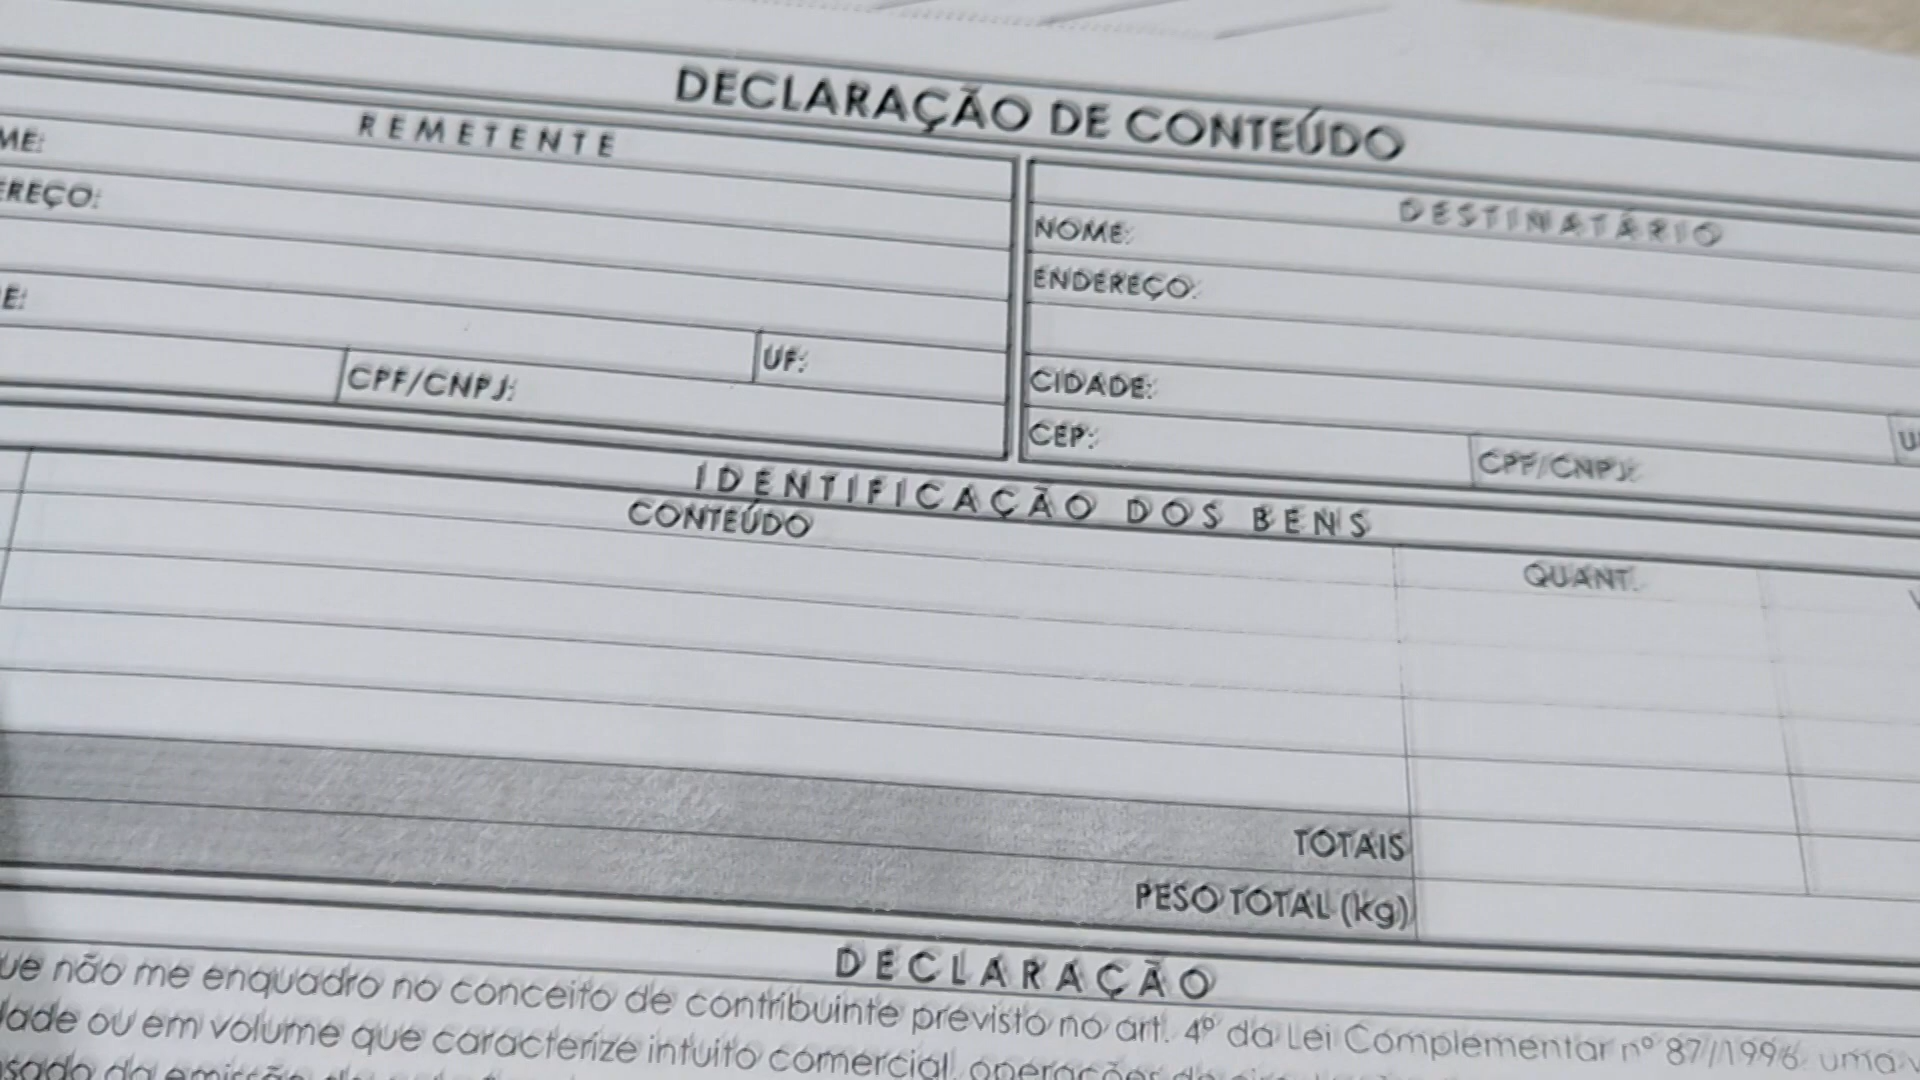 DECLARAÇÃO DE CONTEÚDO
REMETENTE
ME:
EREÇO:
E:
UF:
CPF/CNPJ:
DESTINATÁRIO
NOME:
ENDEREÇO:
CIDADE:
CEP:
CPF/CNPJ:
IDENTIFICAÇÃO DOS BENS
CONTEÚDO QUANT.
TOTAIS
PESO TOTAL (kg)
DECLARAÇÃO
ue não me enquadro no conceito de contribuinte previsto no art. 4º da Lei Complementar nº 87/1996, uma
dade ou em volume que caracterize intuito comercial, operações de